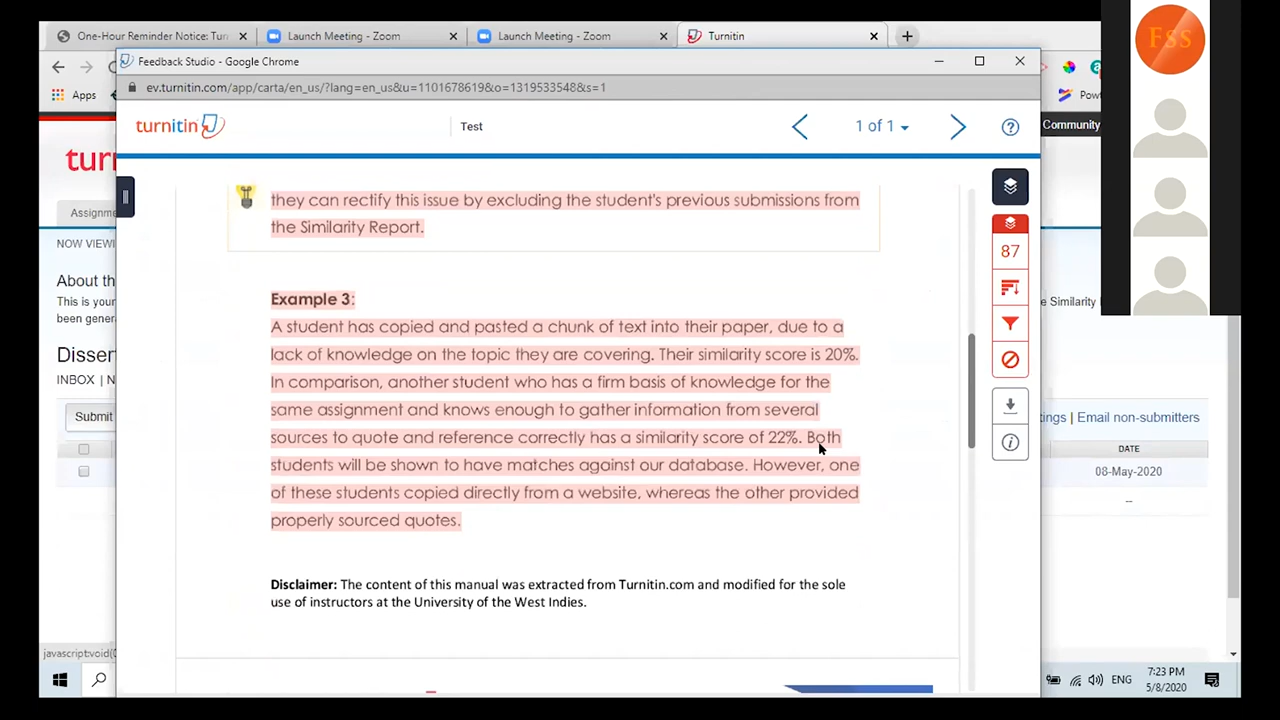 One-Hour Reminder Notice: Turn
Launch Meeting - Zoom
Launch Meeting - Zoom
Turnitin
Feedback Studio - Google Chrome
ev.turnitin.com/app/carta/en_us/?lang=en_us&u=1101678619&o=1319533548&s=1
Apps
Pow
turnitin
Test
1 of 1
Community
FSS
tur
Assignme
NOW VIEWI
About th
This is your
been genera
e Similarity
Dissert
INBOX | N
Submit
tings | Email non-submitters
DATE
08-May-2020
--
87
they can rectify this issue by excluding the student's previous submissions from
the Similarity Report.
Example 3:
A student has copied and pasted a chunk of text into their paper, due to a
lack of knowledge on the topic they are covering. Their similarity score is 20%.
In comparison, another student who has a firm basis of knowledge for the
same assignment and knows enough to gather information from several
sources to quote and reference correctly has a similarity score of 22%. Both
students will be shown to have matches against our database. However, one
of these students copied directly from a website, whereas the other provided
properly sourced quotes.
Disclaimer: The content of this manual was extracted from Turnitin.com and modified for the sole
use of instructors at the University of the West Indies.
javascript:void(0
ENG
7:23 PM
5/8/2020